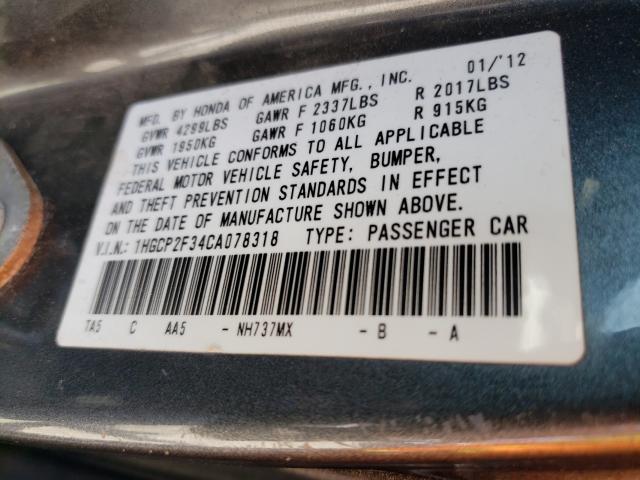 MFD. BY HONDA OF AMERICA MFG., INC. 01/'12
GVWR 4299LBS GAWR F 2337LBS R 2017LBS
GVWR 1950KG GAWR F 1060KG R 915KG
THIS VEHICLE CONFORMS TO ALL APPLICABLE
FEDERAL MOTOR VEHICLE SAFETY, BUMPER,
AND THEFT PREVENTION STANDARDS IN EFFECT
ON THE DATE OF MANUFACTURE SHOWN ABOVE.
V.I.N.: 1HGCP2F34CA078318 TYPE: PASSENGER CAR
TA5 C AA5 - NH737MX - B - A